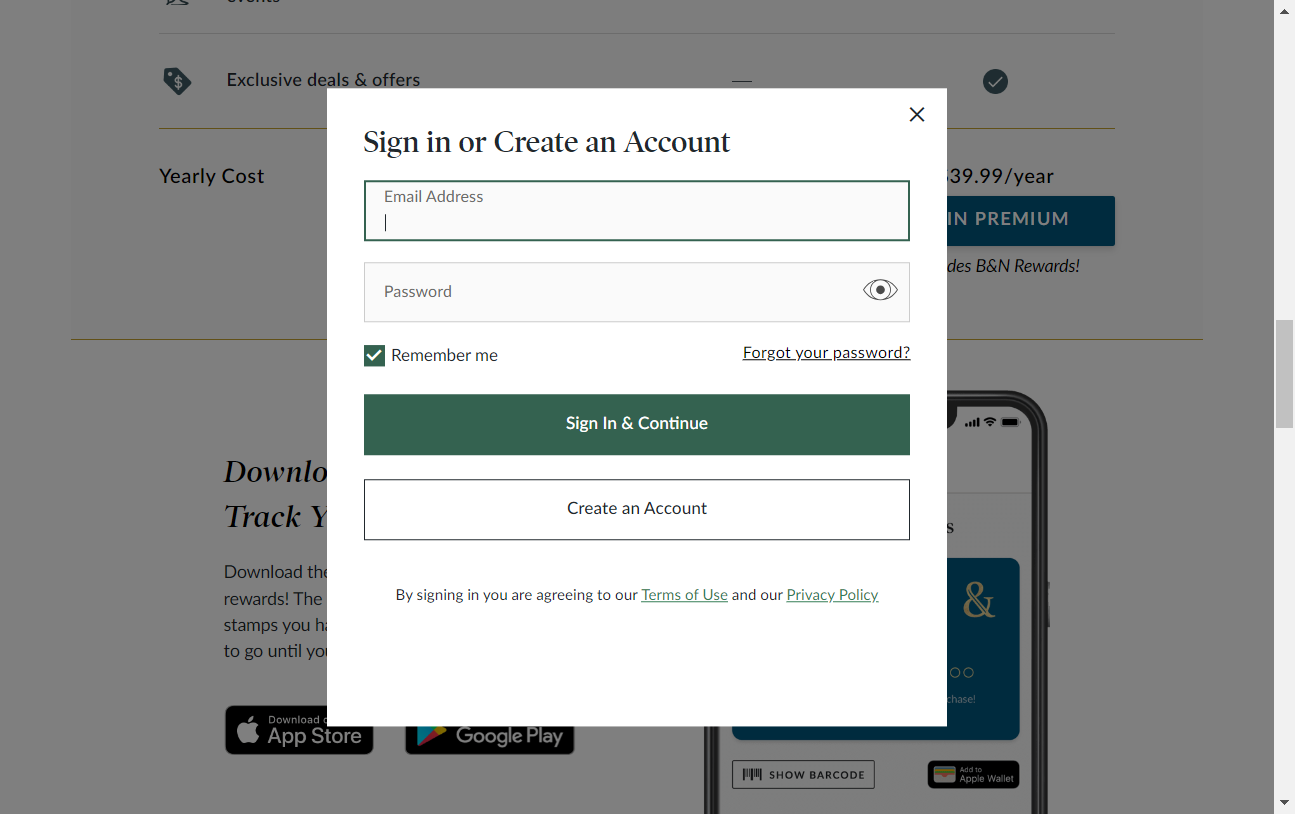 events
Exclusive deals & offers
Sign in or Create an Account
Yearly Cost
39.99/year
Email Address
IN PREMIUM
des B&N Rewards!
Password
Remember me
Forgot your password?
Sign In & Continue
Downlo
Track Y
Create an Account
s
Download the
rewards! The
stamps you ha
to go until you
&
By signing in you are agreeing to our Terms of Use and our Privacy Policy
chase!
Download o
App Store
Google Play
SHOW BARCODE
Add to
Apple Wallet